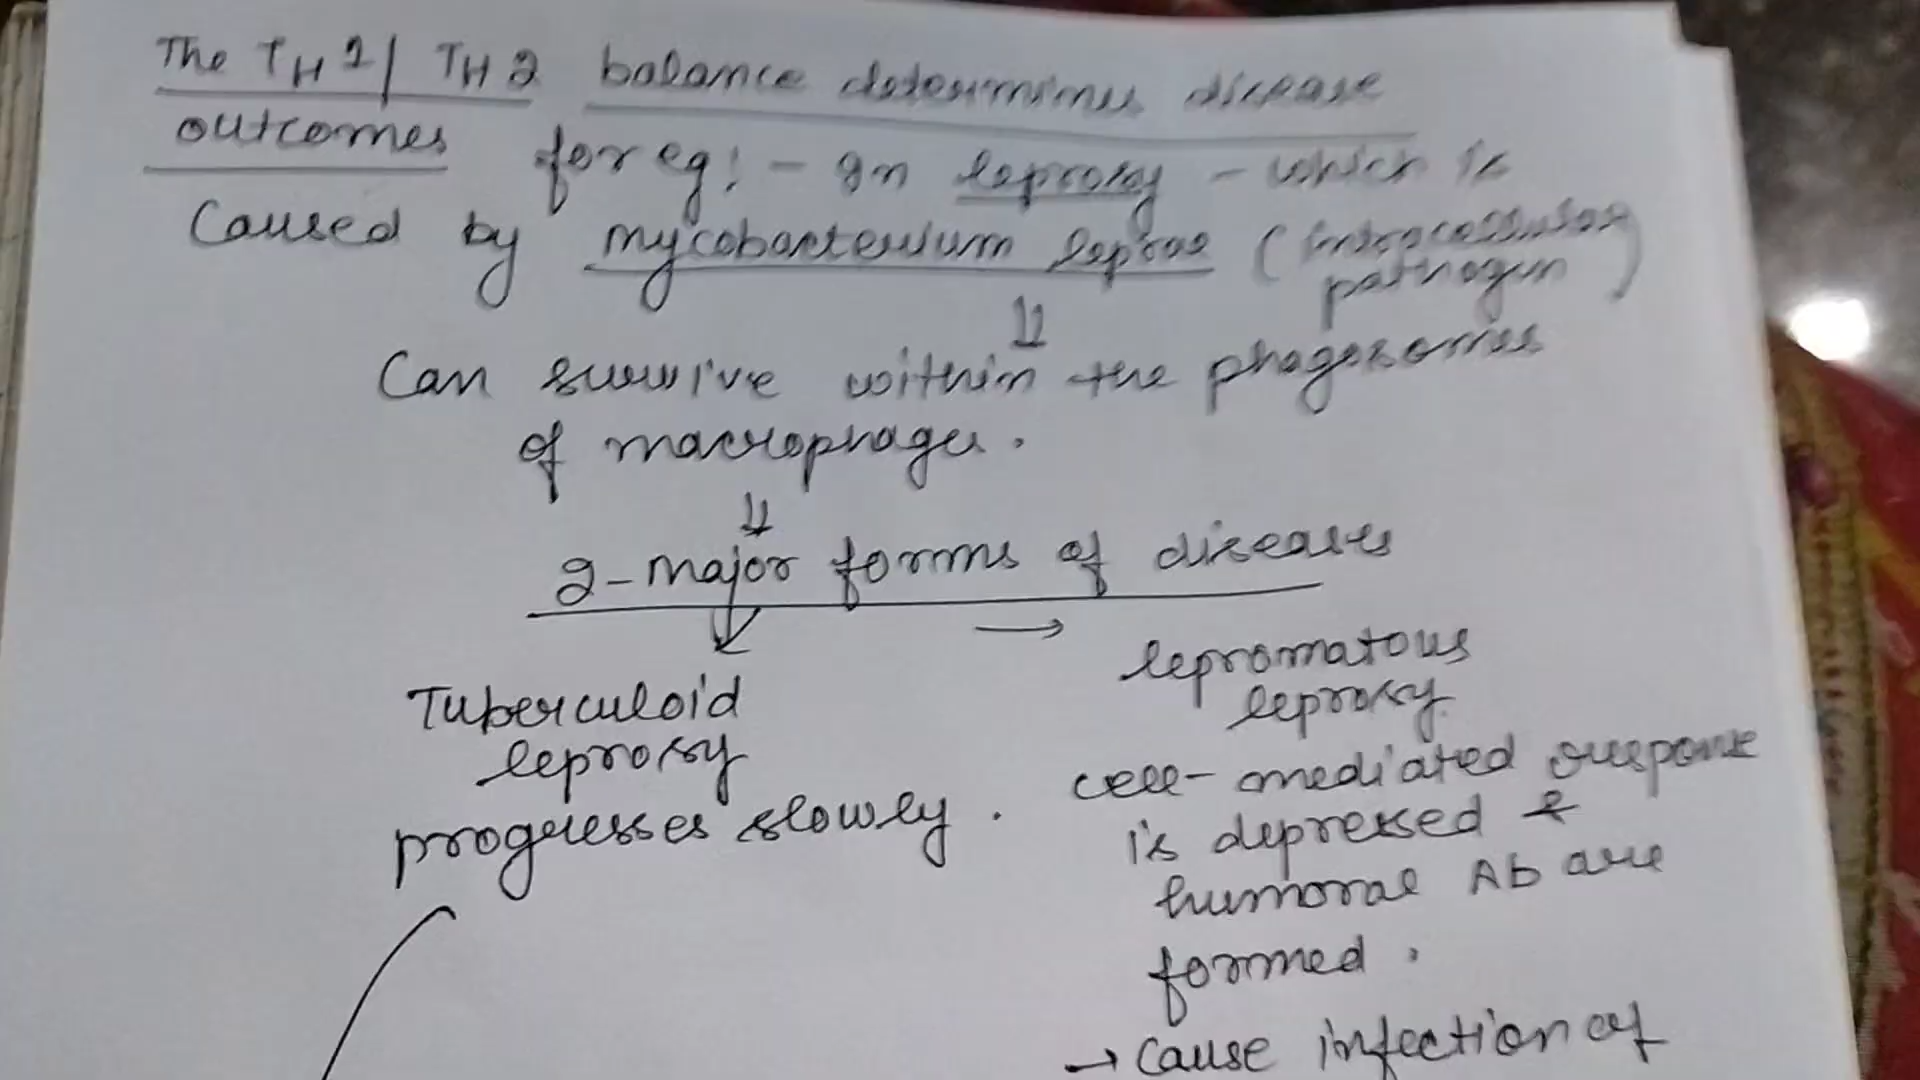 The TH1/ TH2 balance determines disease
outcomes for eg:- In leprosy - which is
caused by mycobacterium leprae (intracellular
pathogen)
⇓
Can survive within the phagosomes
of macrophages.
⇓
2-major forms of diseases
→
Tuberculoid
leprosy
progresses slowly.
lepromatous
leprosy
cell-mediated response
is depressed &
humoral Ab are
formed.
→ cause infection of